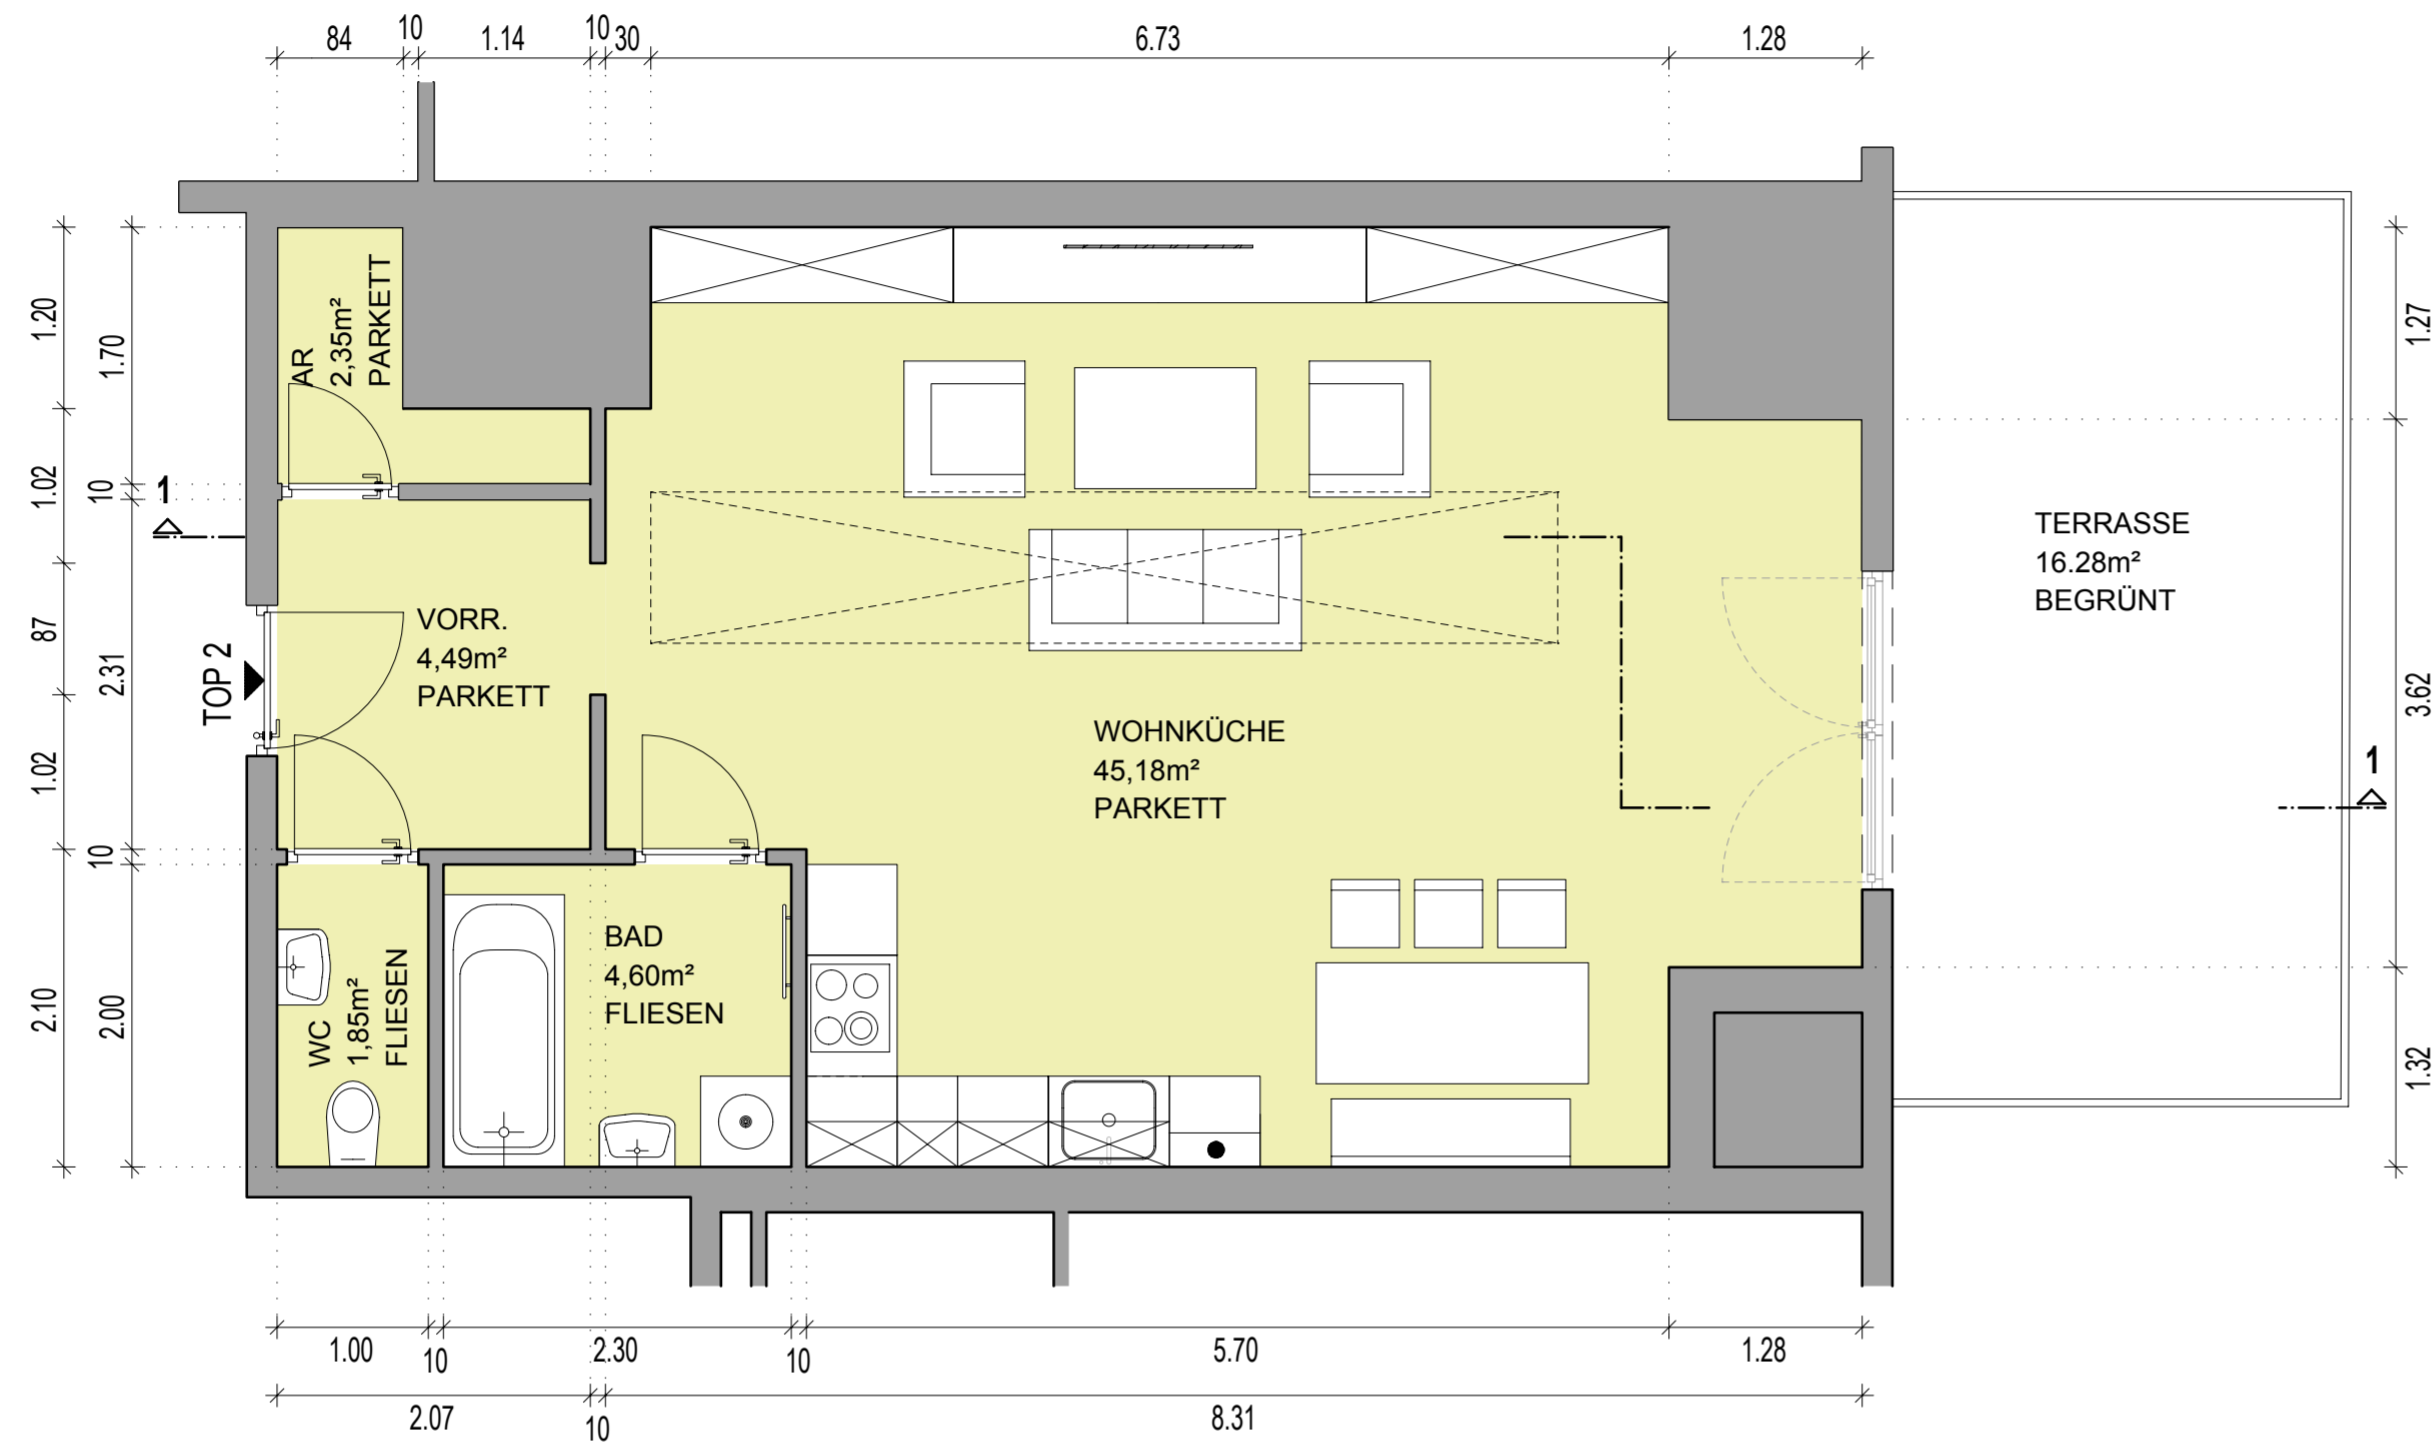 84
10
1.14
10
30
6.73
1.28
1.20
1.02
87
1.02
2.10
1.70
10
2.31
10
2.00
1.27
3.62
1.32
AR
2,35m²
PARKETT
1
TOP 2
VORR.
4,49m²
PARKETT
WOHNKÜCHE
45,18m²
PARKETT
TERRASSE
16.28m²
BEGRÜNT
1
WC
1,85m²
FLIESEN
BAD
4,60m²
FLIESEN
1.00
10
2.30
10
5.70
1.28
2.07
10
8.31